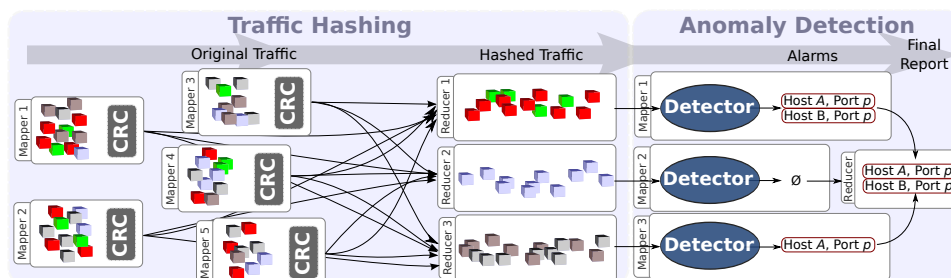 Traffic Hashing
Anomaly Detection
Original Traffic
Hashed Traffic
Alarms
Final
Report
Mapper 1
CRC
Mapper 2
CRC
Mapper 3
CRC
Mapper 4
CRC
Mapper 5
CRC
Reducer 1
Reducer 2
Reducer 3
Mapper 1
Detector
Host A, Port p
Host B, Port p
Mapper 2
Detector
ø
Mapper 3
Detector
Host A, Port p
Reducer
Host A, Port p
Host B, Port p